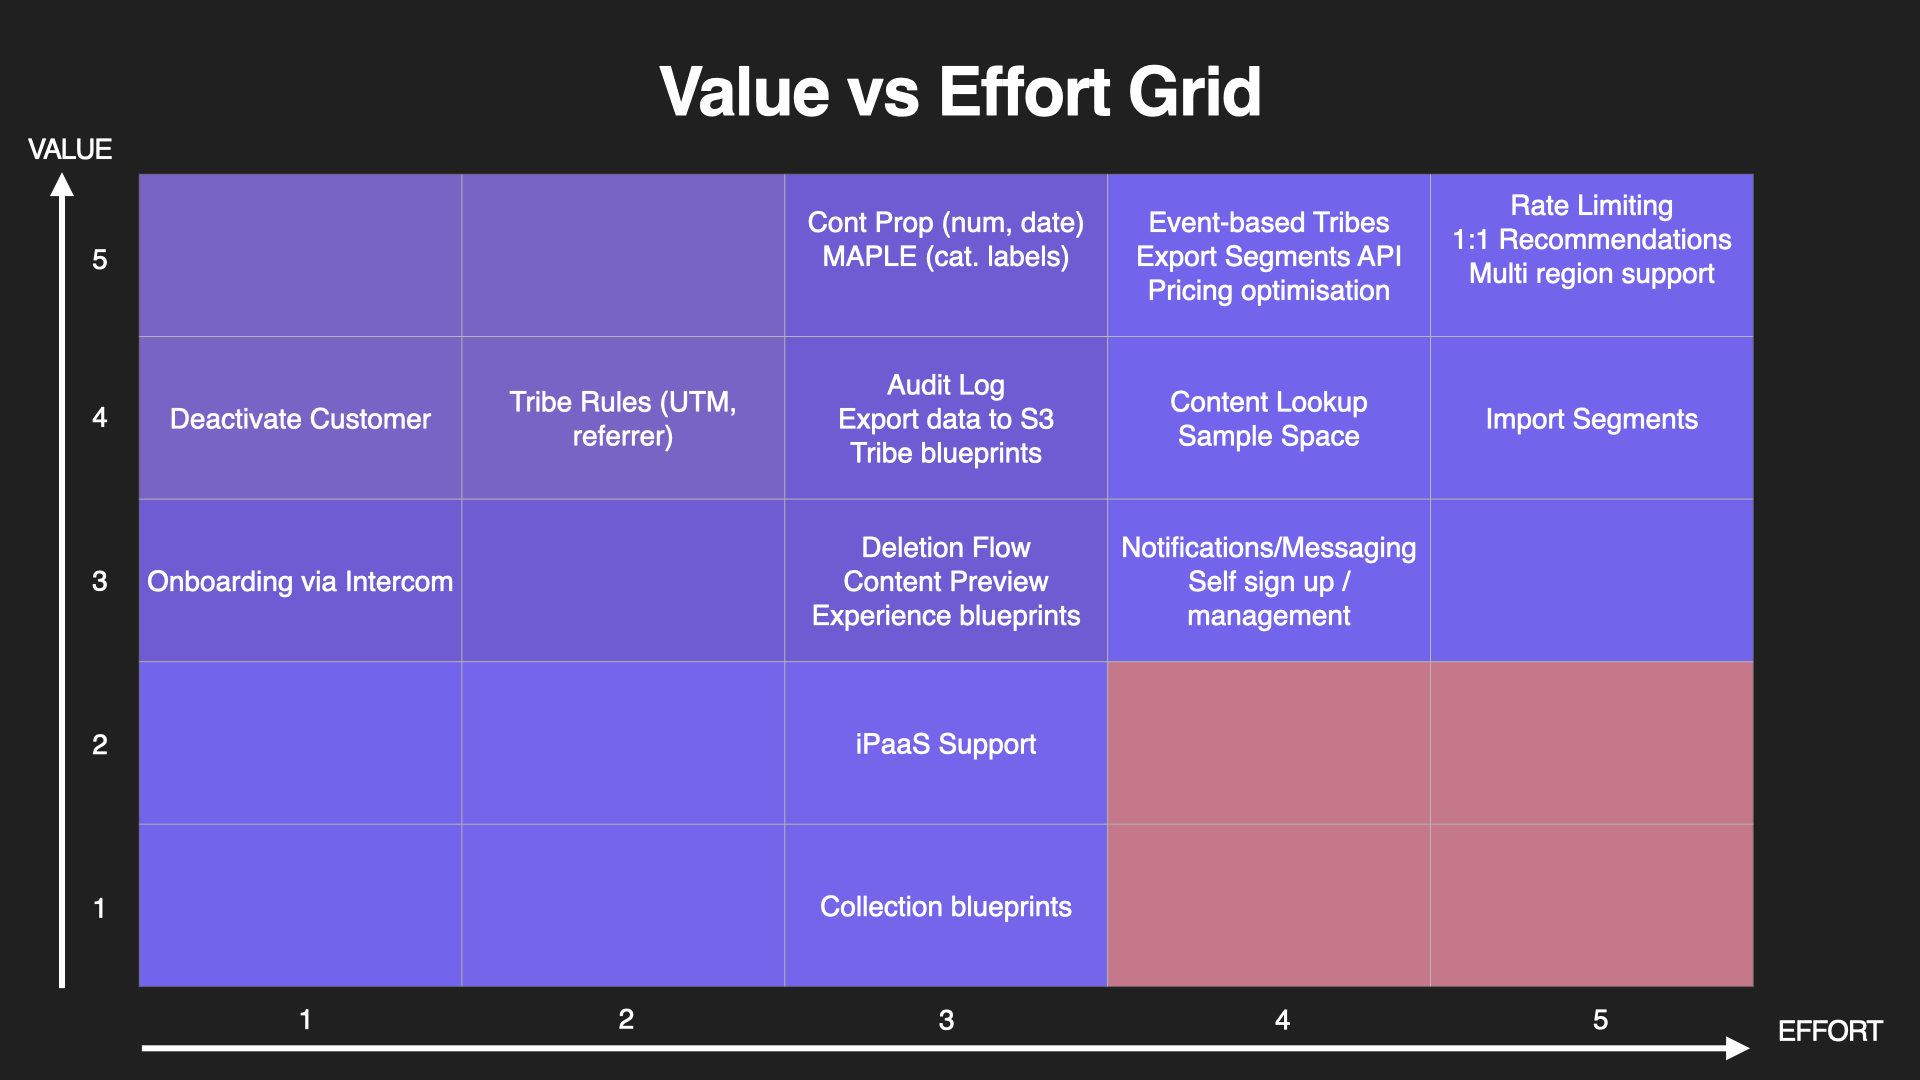 Value vs Effort Grid
VALUE
5
Cont Prop (num, date)
MAPLE (cat. labels)
Event-based Tribes
Export Segments API
Pricing optimisation
Rate Limiting
1:1 Recommendations
Multi region support
4
Deactivate Customer
Tribe Rules (UTM,
referrer)
Audit Log
Export data to S3
Tribe blueprints
Content Lookup
Sample Space
Import Segments
3
Onboarding via Intercom
Deletion Flow
Content Preview
Experience blueprints
Notifications/Messaging
Self sign up /
management
2
iPaaS Support
1
Collection blueprints
1
2
3
4
5
EFFORT